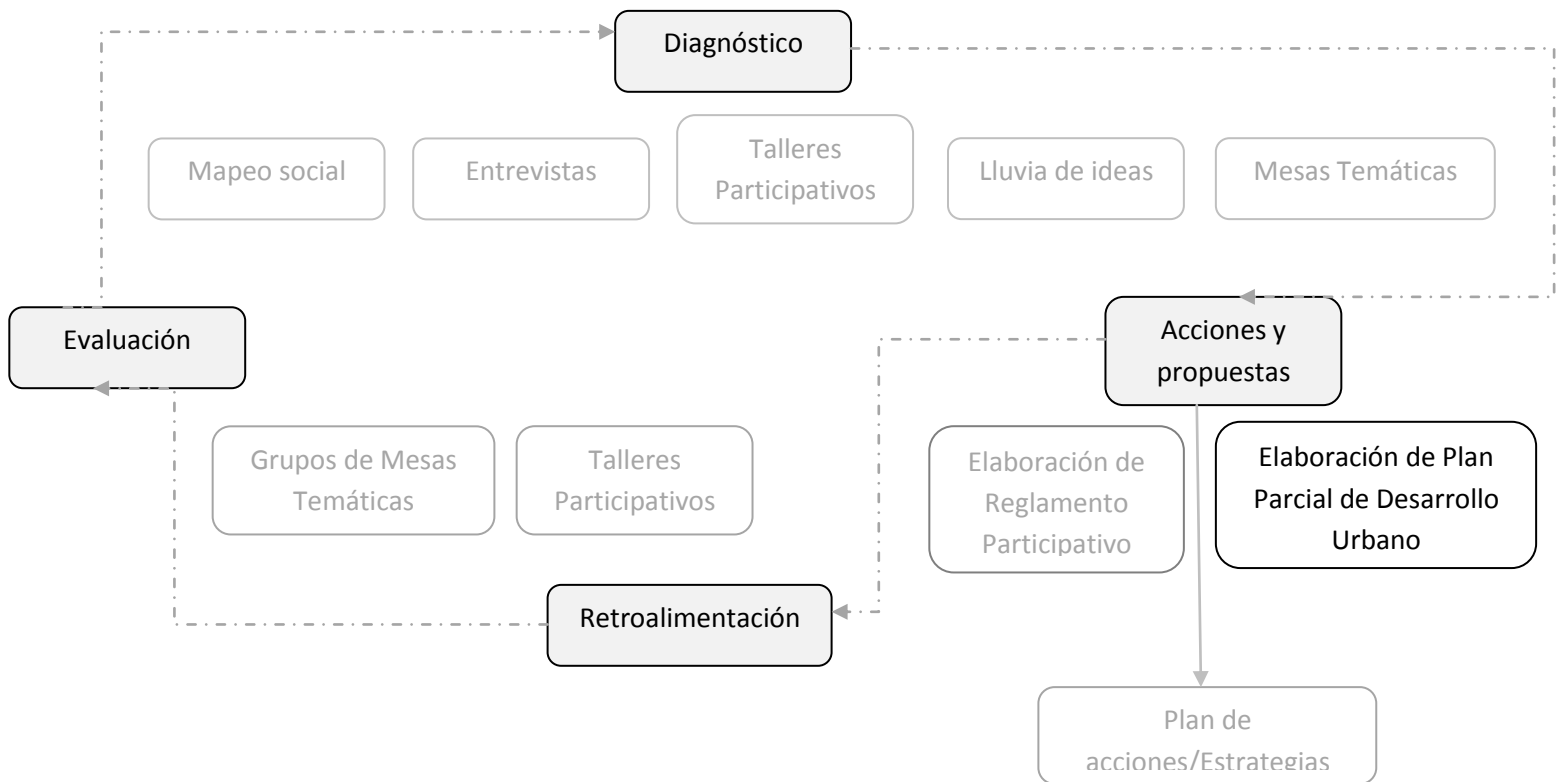 Diagnóstico
Mapeo social
Entrevistas
Talleres
Participativos
Lluvia de ideas
Mesas Temáticas
Evaluación
Acciones y
propuestas
Grupos de Mesas
Temáticas
Talleres
Participativos
Elaboración de
Reglamento
Participativo
Elaboración de Plan
Parcial de Desarrollo
Urbano
Retroalimentación
Plan de
acciones/Estrategias